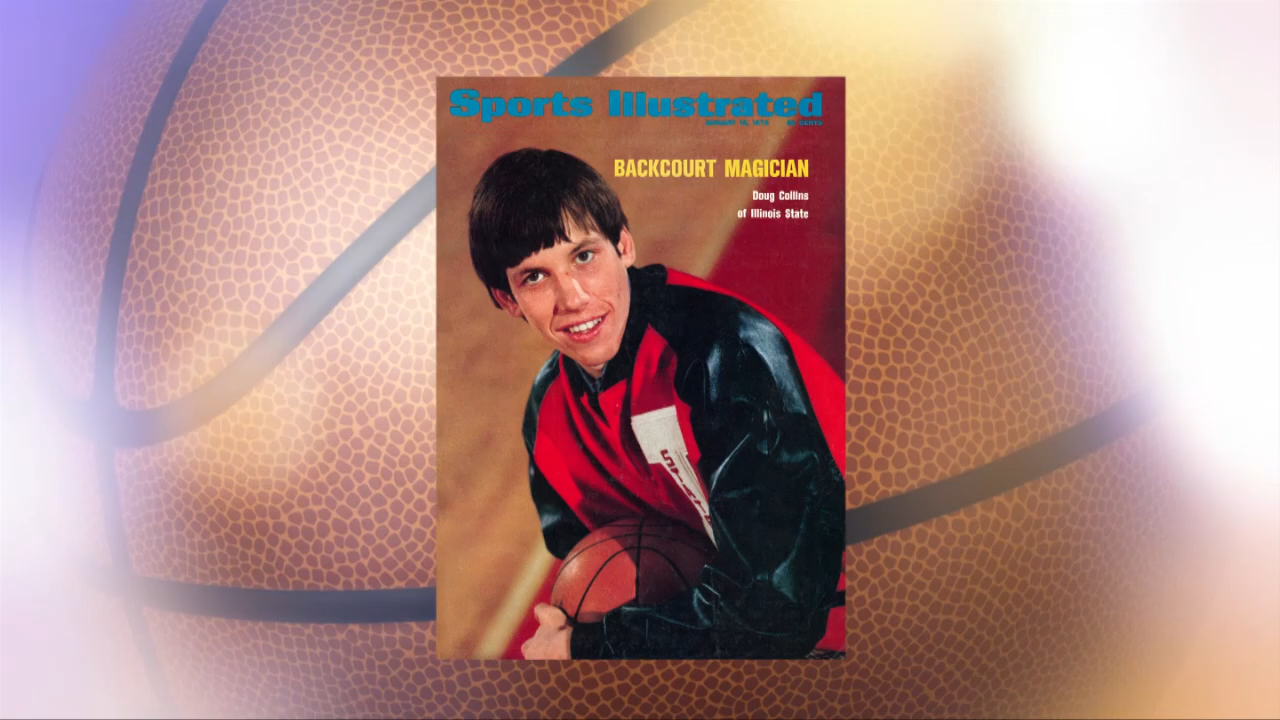 Sports Illustrated
BACKCOURT MAGICIAN
Doug Collins
of Illinois State